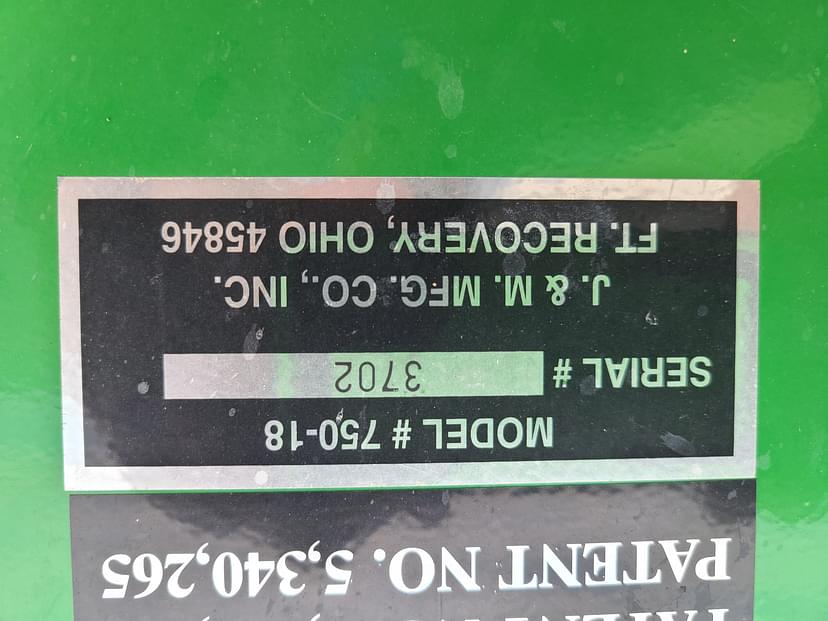 PATENT NO. 5,340,265
MODEL # 750-18
SERIAL # 3702
J. & M. MFG. CO., INC.
FT. RECOVERY, OHIO 45846